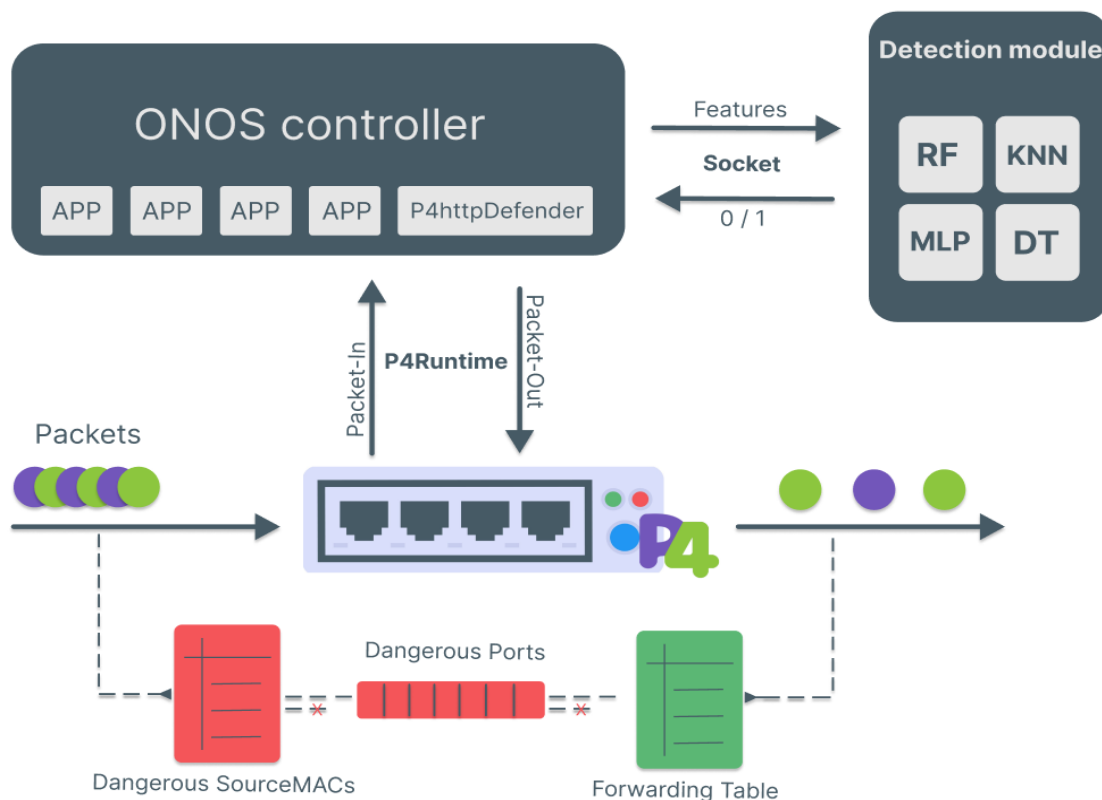 Detection module
ONOS controller
Features
RF
KNN
Socket
APP
APP
APP
APP
P4httpDefender
0 / 1
MLP
DT
Packet-In
P4Runtime
Packet-Out
Packets
P4
Dangerous Ports
Dangerous SourceMACs
Forwarding Table